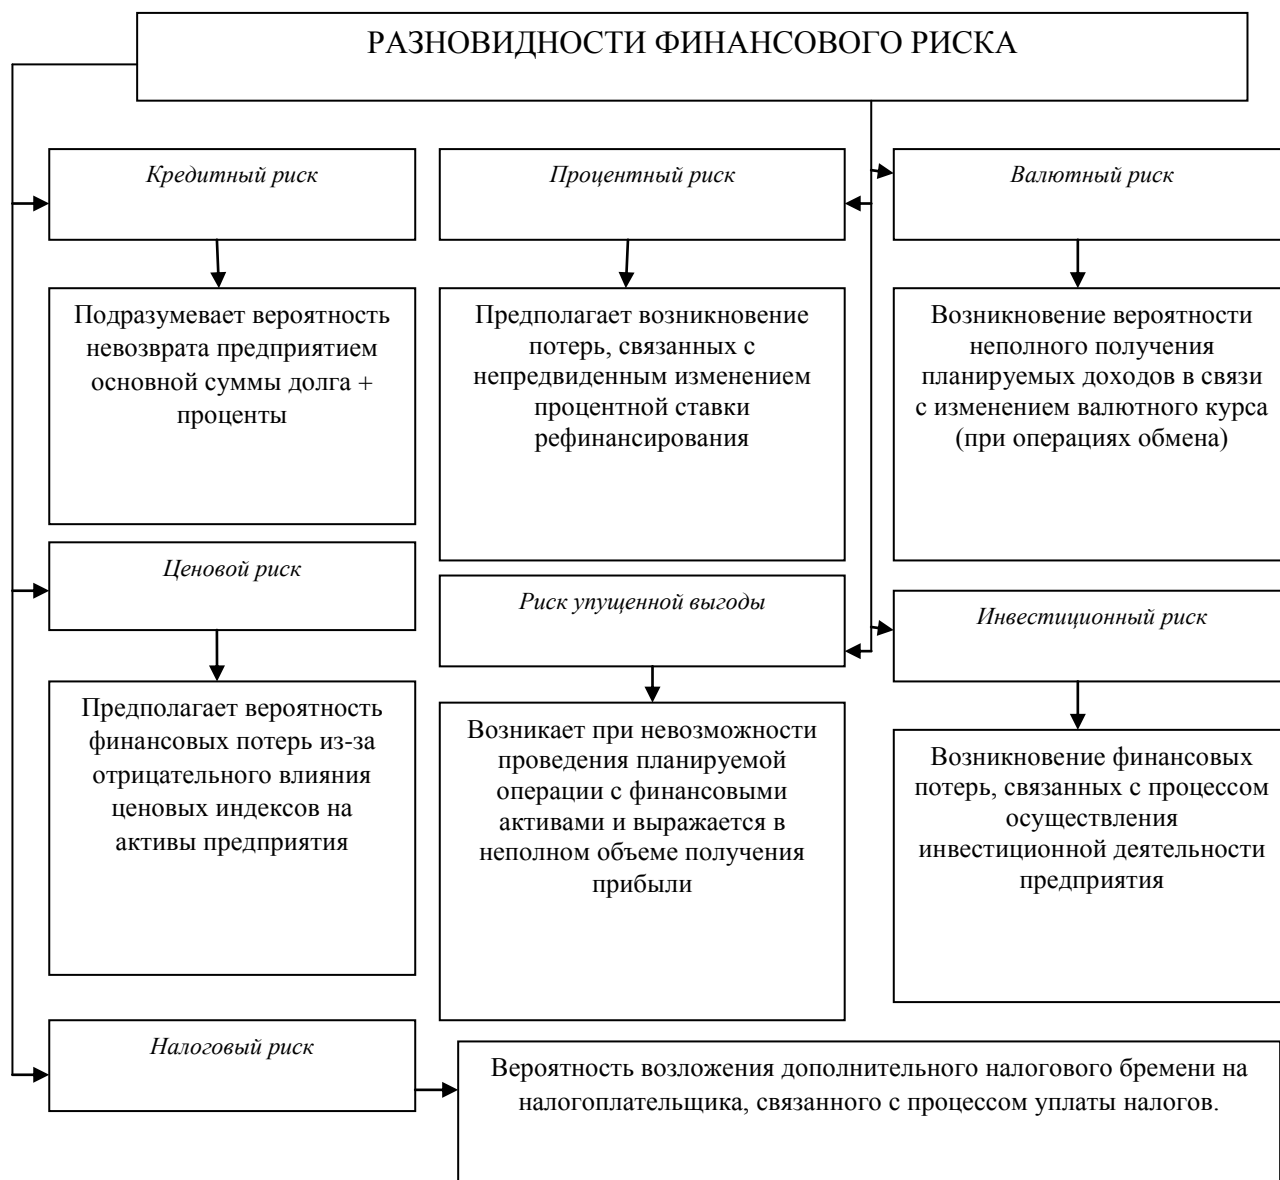 РАЗНОВИДНОСТИ ФИНАНСОВОГО РИСКА
Кредитный риск
Процентный риск
Валютный риск
Подразумевает вероятность
невозврата предприятием
основной суммы долга +
проценты
Предполагает возникновение
потерь, связанных с
непредвиденным изменением
процентной ставки
рефинансирования
Возникновение вероятности
неполного получения
планируемых доходов в связи
с изменением валютного курса
(при операциях обмена)
Ценовой риск
Риск упущенной выгоды
Инвестиционный риск
Предполагает вероятность
финансовых потерь из-за
отрицательного влияния
ценовых индексов на
активы предприятия
Возникает при невозможности
проведения планируемой
операции с финансовыми
активами и выражается в
неполном объеме получения
прибыли
Возникновение финансовых
потерь, связанных с процессом
осуществления
инвестиционной деятельности
предприятия
Налоговый риск
Вероятность возложения дополнительного налогового бремени на
налогоплательщика, связанного с процессом уплаты налогов.